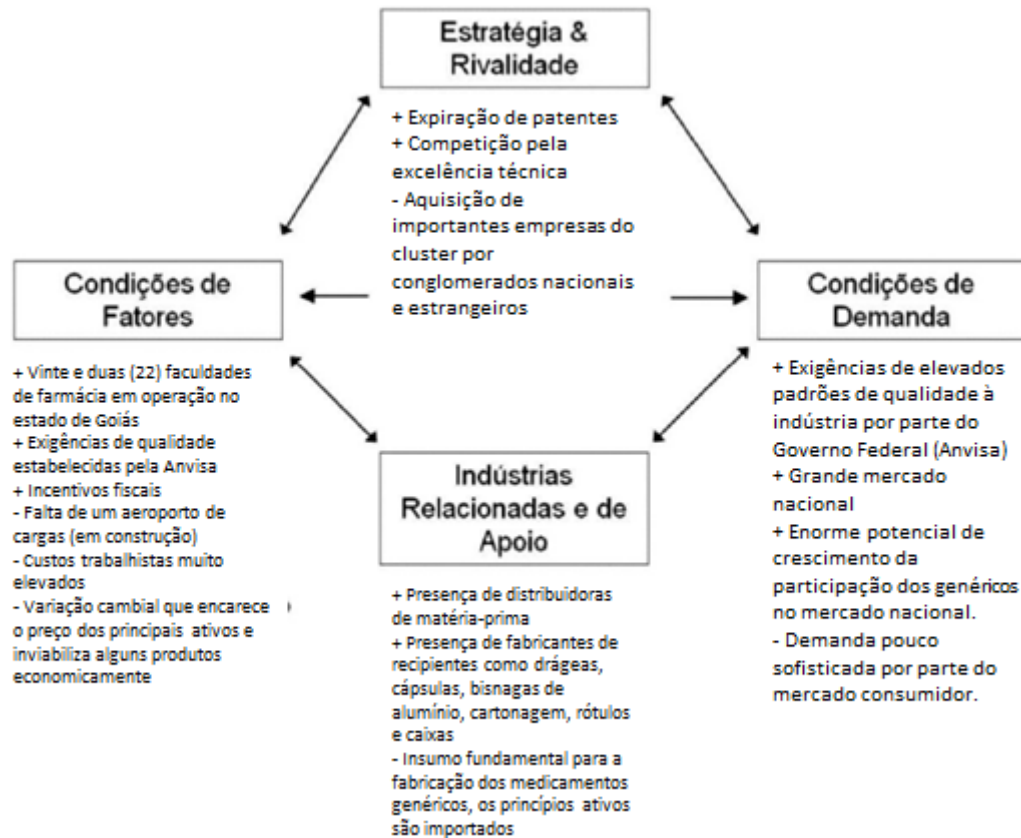 Estratégia &
Rivalidade
+ Expiração de patentes
+ Competição pela
excelência técnica
- Aquisição de
importantes empresas do
cluster por
conglomerados nacionais
e estrangeiros
Condições de
Fatores
+ Vinte e duas (22) faculdades
de farmácia em operação no
estado de Goiás
+ Exigências de qualidade
estabelecidas pela Anvisa
+ Incentivos fiscais
- Falta de um aeroporto de
cargas (em construção)
- Custos trabalhistas muito
elevados
- Variação cambial que encarece
o preço dos principais ativos e
inviabiliza alguns produtos
economicamente
Indústrias
Relacionadas e de
Apoio
+ Presença de distribuidoras
de matéria-prima
+ Presença de fabricantes de
recipientes como drágeas,
cápsulas, bisnagas de
alumínio, cartonagem, rótulos
e caixas
- Insumo fundamental para a
fabricação dos medicamentos
genéricos, os princípios ativos
são importados
Condições de
Demanda
+ Exigências de elevados
padrões de qualidade à
indústria por parte do
Governo Federal (Anvisa)
+ Grande mercado
nacional
+ Enorme potencial de
crescimento da
participação dos genéricos
no mercado nacional.
- Demanda pouco
sofisticada por parte do
mercado consumidor.